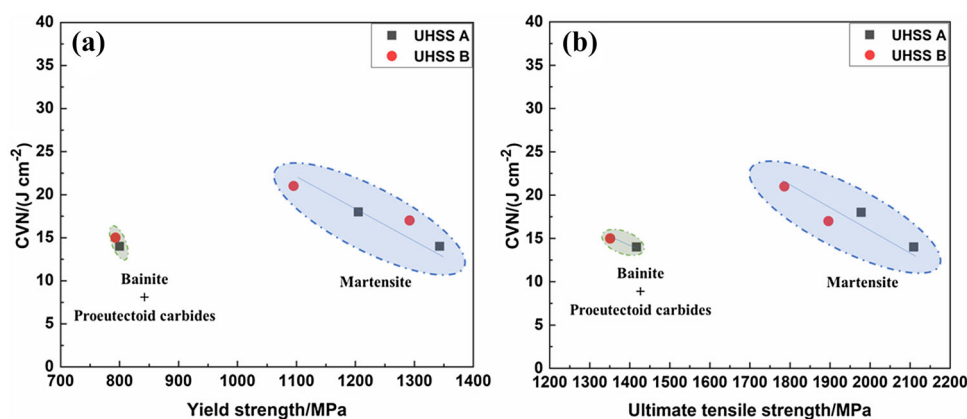 (a)
UHSS A
UHSS B
CVN/(J cm⁻²)
40
35
30
25
20
15
10
5
0
Bainite
+
Proeutectoid carbides
Martensite
700 800 900 1000 1100 1200 1300 1400
Yield strength/MPa
(b)
UHSS A
UHSS B
CVN/(J cm⁻²)
40
35
30
25
20
15
10
5
0
Bainite
+
Proeutectoid carbides
Martensite
1200 1300 1400 1500 1600 1700 1800 1900 2000 2100 2200
Ultimate tensile strength/MPa